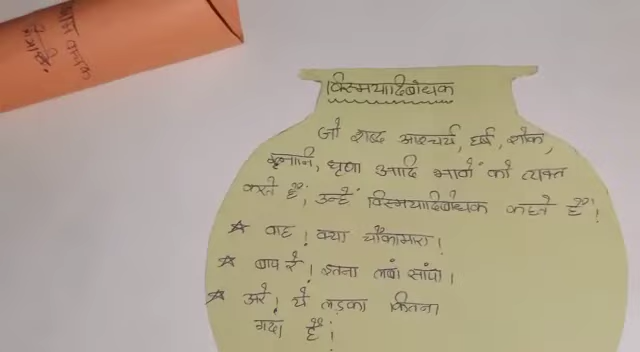 विस्मयादिबोधक
जो शब्द आश्चर्य, हर्ष, शोक,
ग्लानि, घृणा आदि भावों को व्यक्त
करते हैं, उन्हें विस्मयादिबोधक कहते हैं!
☆ वाह! क्या चौकामारा!
☆ बाप रे! इतना लंबा सांप!
☆ अरे! ये लड़का कितना
गंदा है!